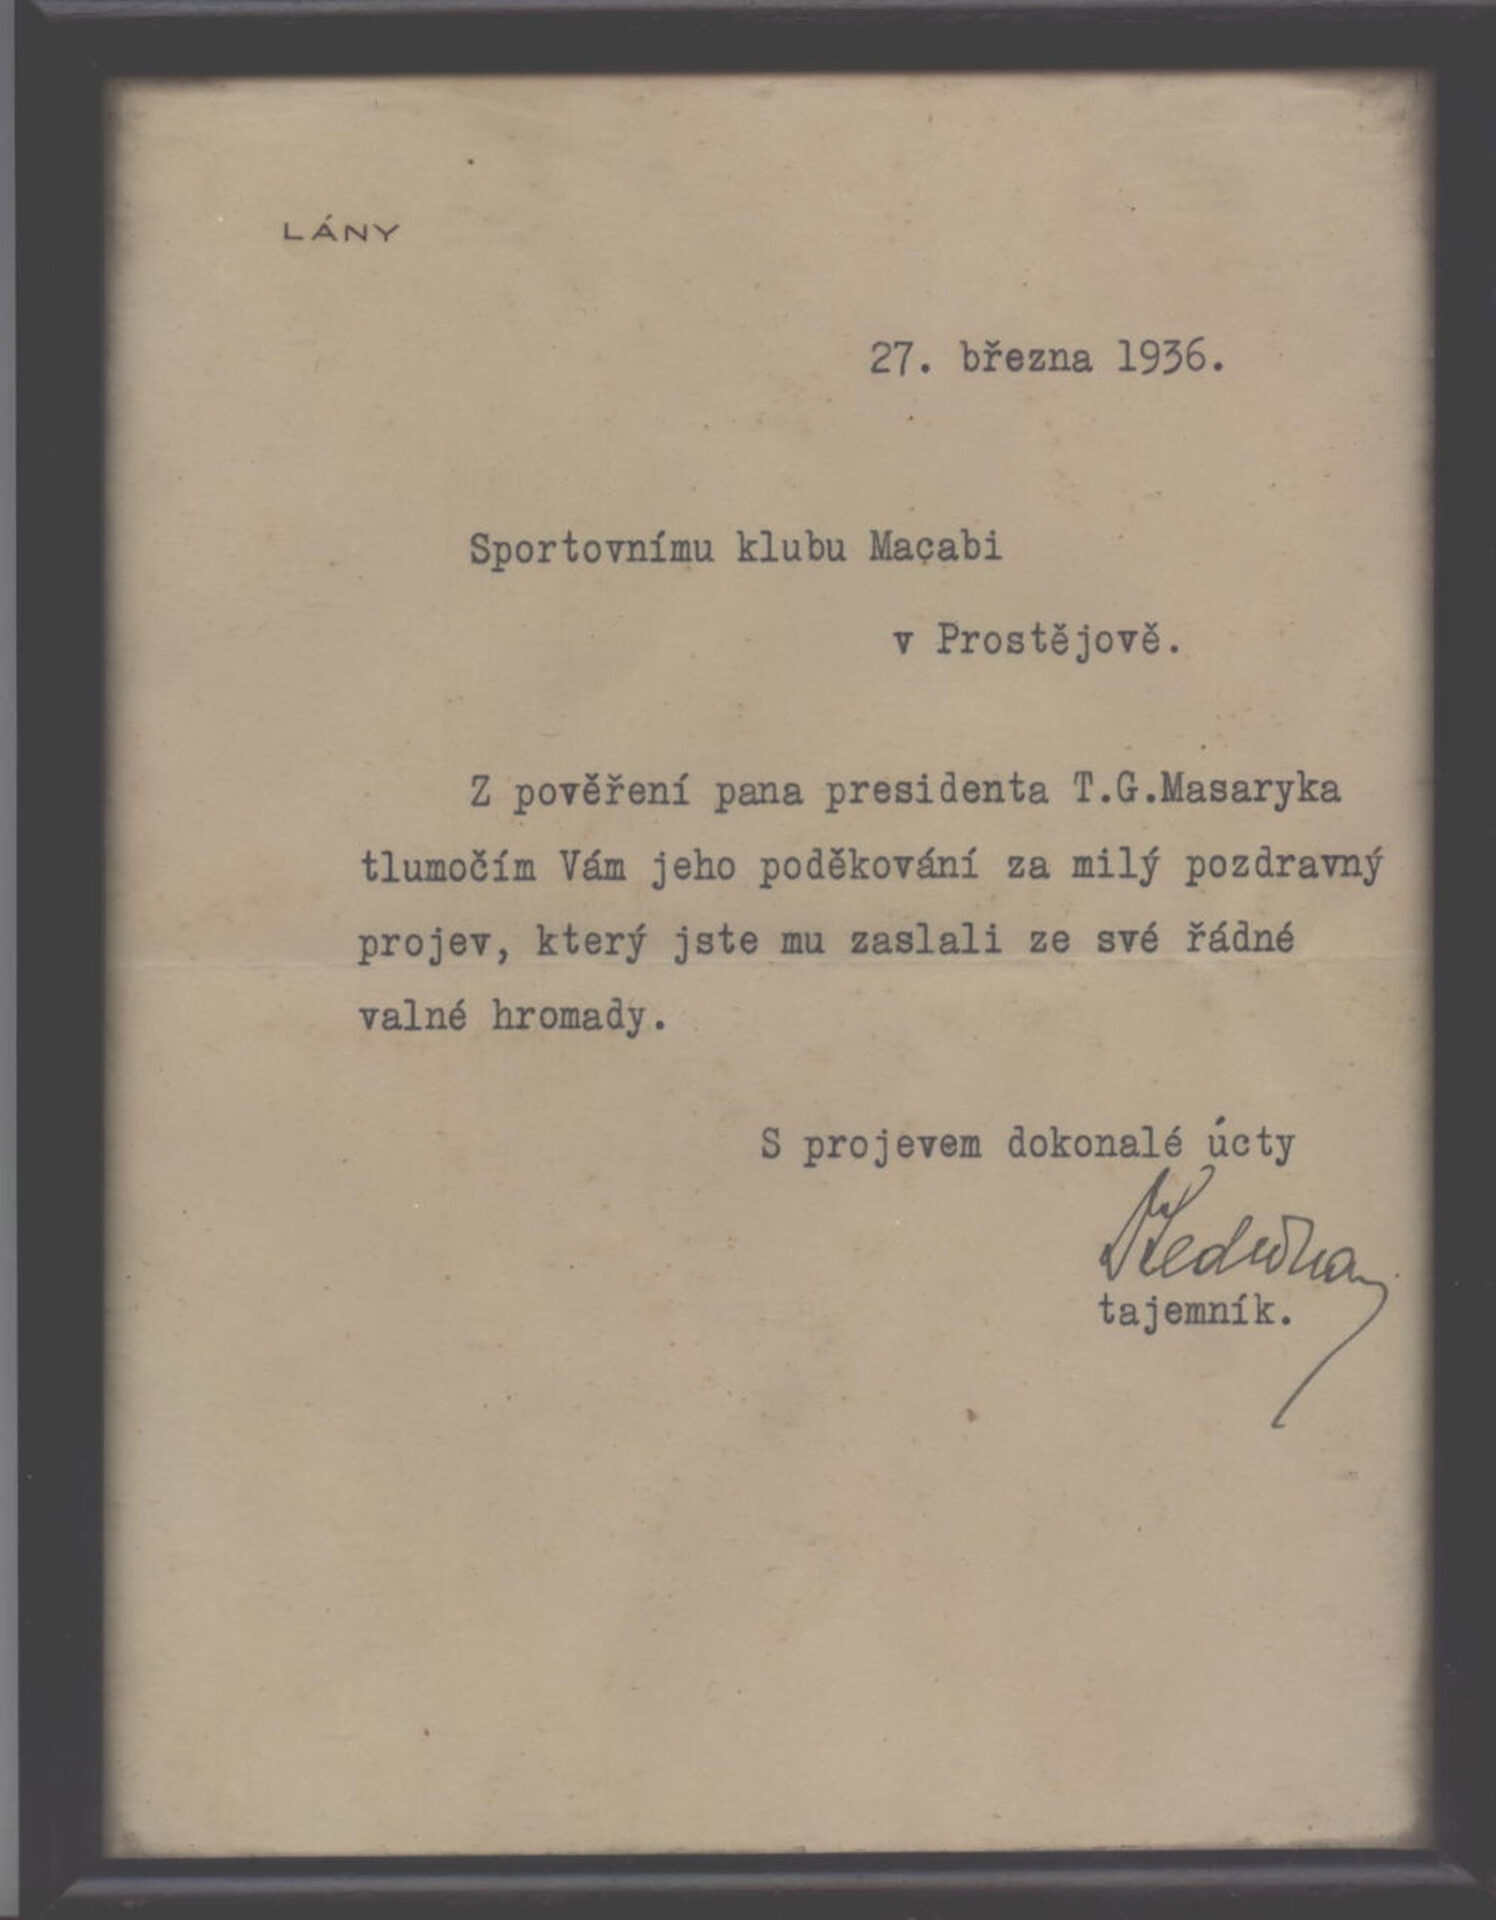 LÁNY
27. března 1936.
Sportovnímu klubu Macabi
v Prostějově.
Z pověření pana presidenta T.G.Masaryka
tlumočím Vám jeho poděkování za milý pozdravný
projev, který jste mu zaslali ze své řádné
valné hromady.
S projevem dokonalé úcty
tajemník.